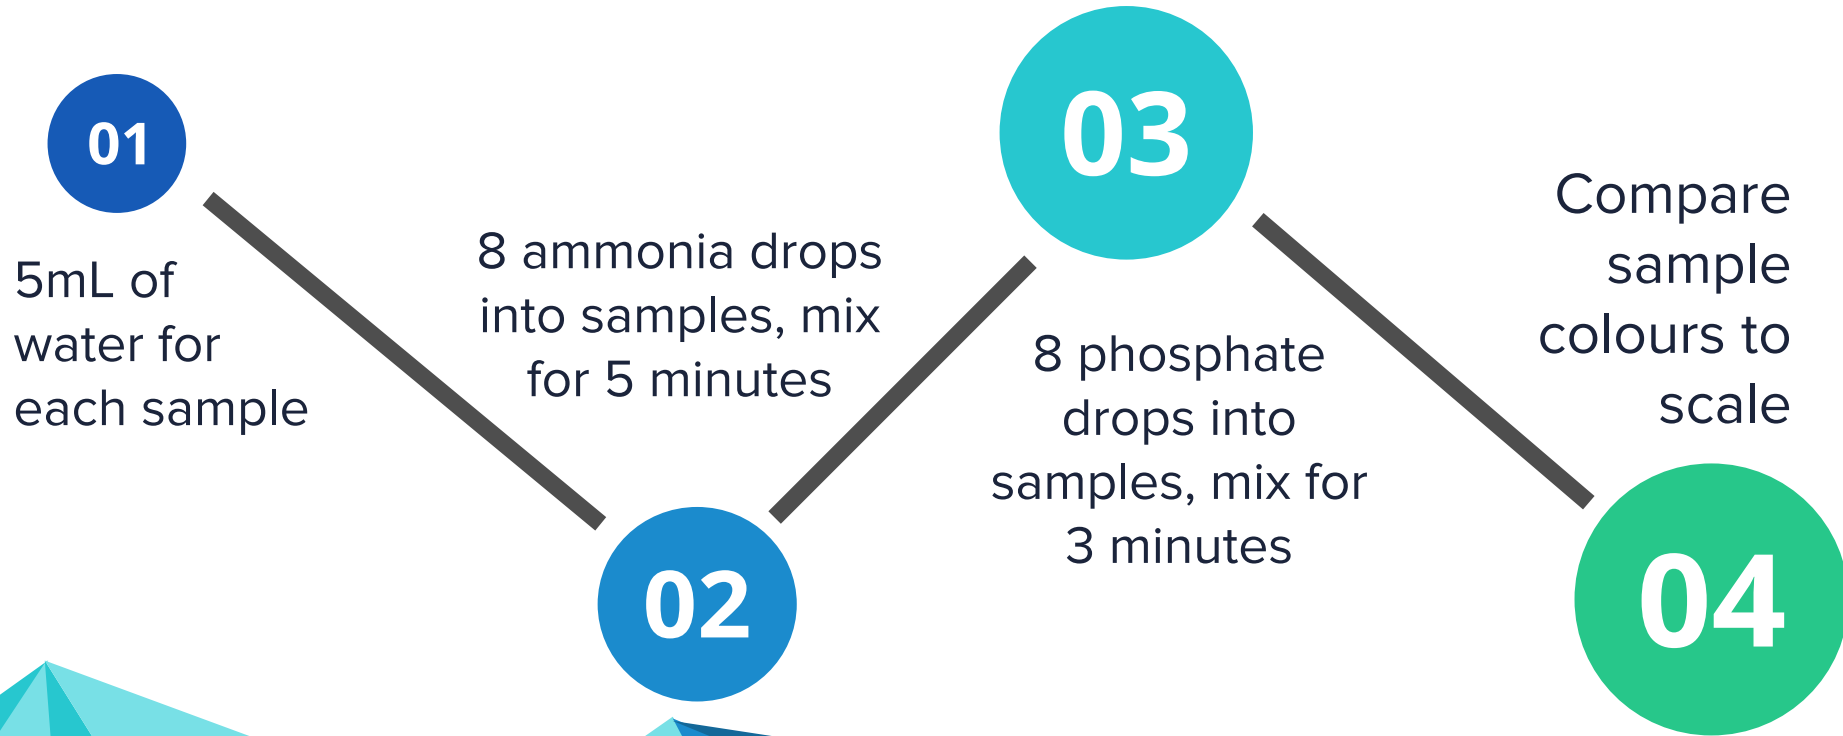 01
5mL of
water for
each sample
8 ammonia drops
into samples, mix
for 5 minutes
02
03
8 phosphate
drops into
samples, mix for
3 minutes
Compare
sample
colours to
scale
04